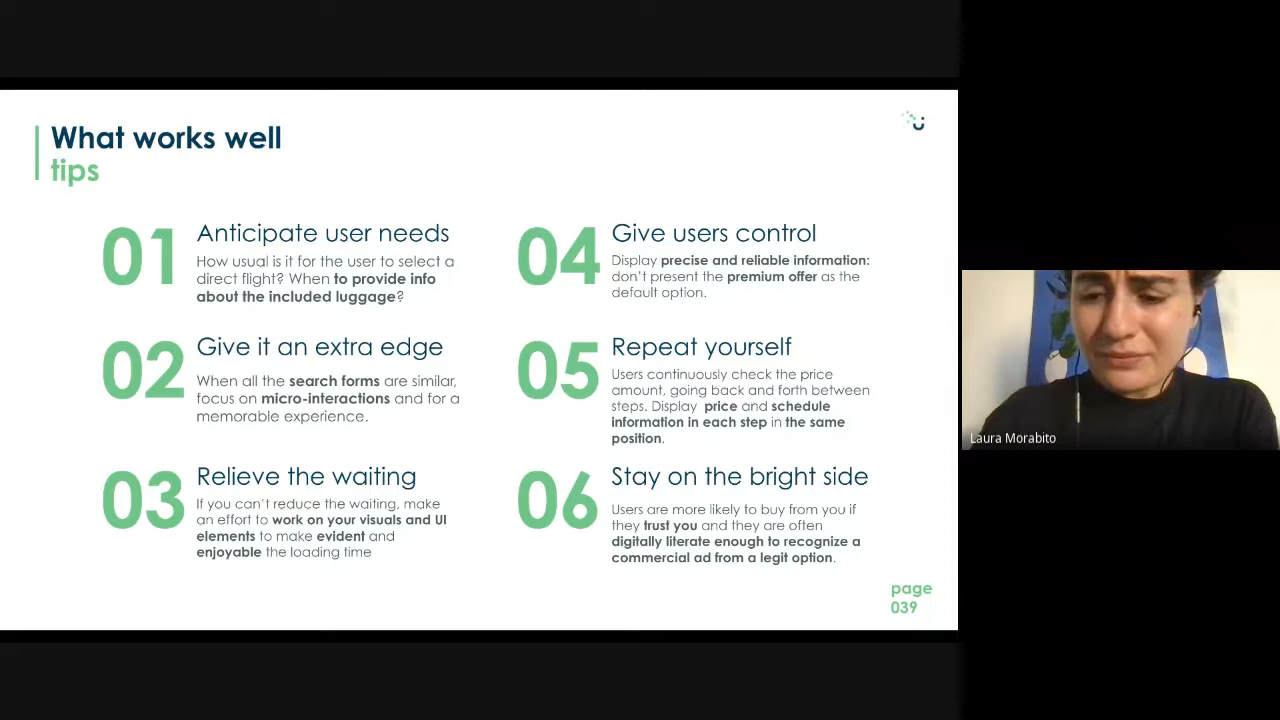 What works well
tips
01
Anticipate user needs
How usual is it for the user to select a
direct flight? When to provide info
about the included luggage?
02
Give it an extra edge
When all the search forms are similar,
focus on micro-interactions and for a
memorable experience.
03
Relieve the waiting
If you can't reduce the waiting, make
an effort to work on your visuals and UI
elements to make evident and
enjoyable the loading time
04
Give users control
Display precise and reliable information:
don't present the premium offer as the
default option.
05
Repeat yourself
Users continuously check the price
amount, going back and forth between
steps. Display price and schedule
information in each step in the same
position.
06
Stay on the bright side
Users are more likely to buy from you if
they trust you and they are often
digitally literate enough to recognize a
commercial ad from a legit option.
page
039
Laura Morabito